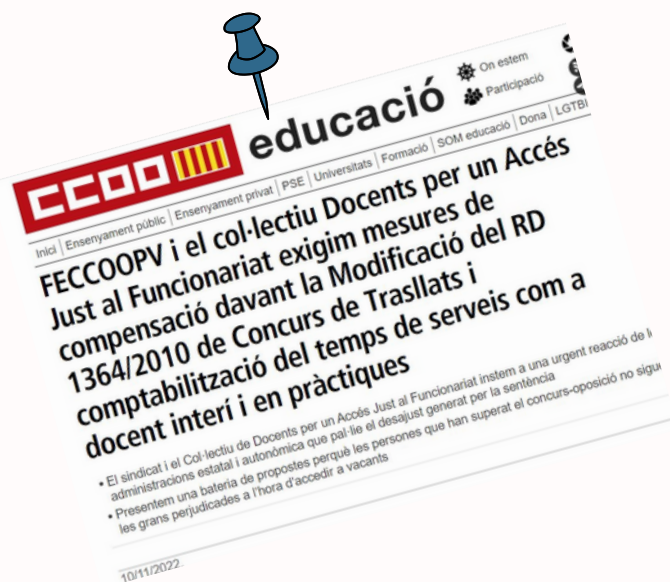 CCOO educació
On estem
Participació
Inici | Ensenyament públic | Ensenyament privat | PSE | Universitats | Formació | SOM educació | Dona | LGTBI
FECCOOPV i el col·lectiu Docents per un Accés
Just al Funcionariat exigim mesures de
compensació davant la Modificació del RD
1364/2010 de Concurs de Trasllats i
comptabilització del temps de serveis com a
docent interí i en pràctiques
• El sindicat i el Col·lectiu de Docents per un Accés Just al Funcionariat instem a una urgent reacció de
administracions estatal i autonòmica que pal·lie el desajust generat per la sentència
• Presentem una bateria de propostes perquè les persones que han superat el concurs-oposició no
les grans perjudicades a l'hora d'accedir a vacants
10/11/2022